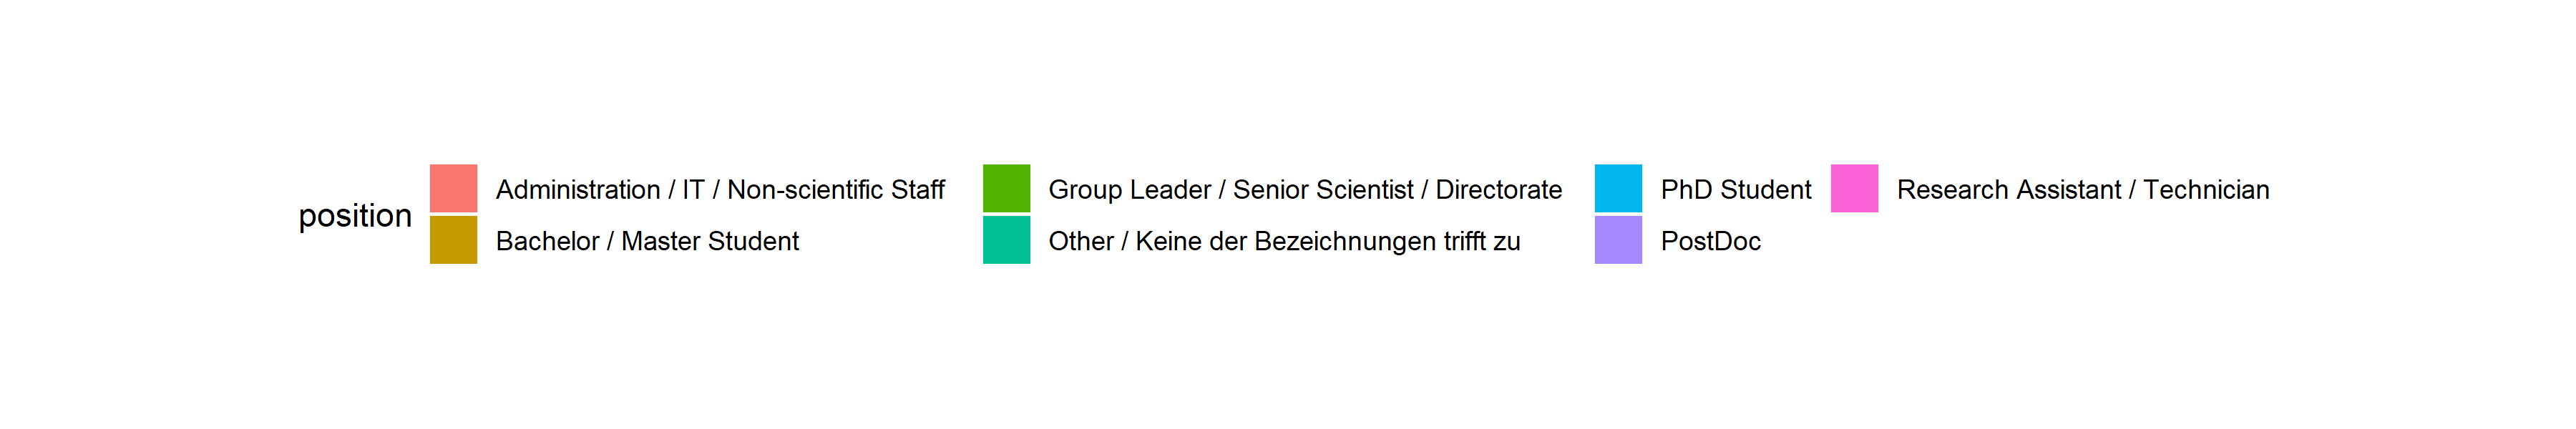 position
Administration / IT / Non-scientific Staff
Bachelor / Master Student
Group Leader / Senior Scientist / Directorate
Other / Keine der Bezeichnungen trifft zu
PhD Student
PostDoc
Research Assistant / Technician